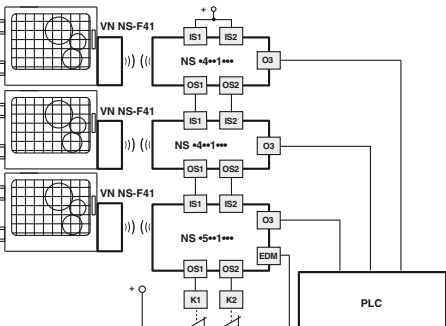 +
IS1 IS2
VN NS-F41
NS •4••1••• O3
OS1 OS2
IS1 IS2
VN NS-F41
NS •4••1••• O3
OS1 OS2
IS1 IS2
VN NS-F41
O3
NS •5••1•••
EDM
OS1 OS2
+
K1 K2
PLC